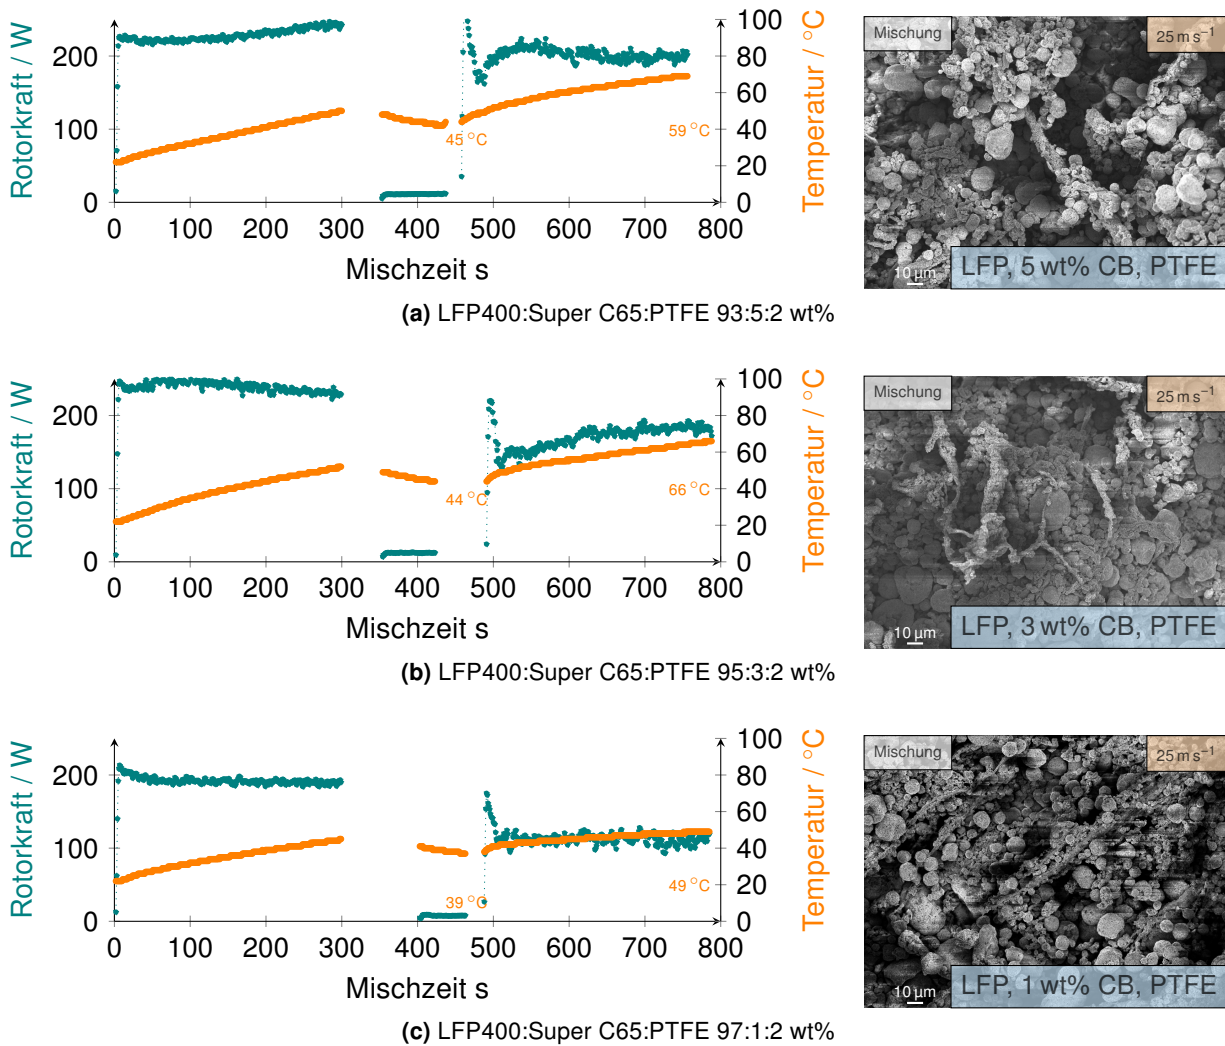 Rotorkraft / W
200
100
0
100
80
60
40
20
0
Temperatur / °C
45 °C
59 °C
0 100 200 300 400 500 600 700 800
Mischzeit s
Mischung
25 m s⁻¹
10 µm
LFP, 5 wt% CB, PTFE
(a) LFP400:Super C65:PTFE 93:5:2 wt%
Rotorkraft / W
200
100
0
100
80
60
40
20
0
Temperatur / °C
44 °C
66 °C
0 100 200 300 400 500 600 700 800
Mischzeit s
Mischung
25 m s⁻¹
10 µm
LFP, 3 wt% CB, PTFE
(b) LFP400:Super C65:PTFE 95:3:2 wt%
Rotorkraft / W
200
100
0
100
80
60
40
20
0
Temperatur / °C
39 °C
49 °C
0 100 200 300 400 500 600 700 800
Mischzeit s
Mischung
25 m s⁻¹
10 µm
LFP, 1 wt% CB, PTFE
(c) LFP400:Super C65:PTFE 97:1:2 wt%